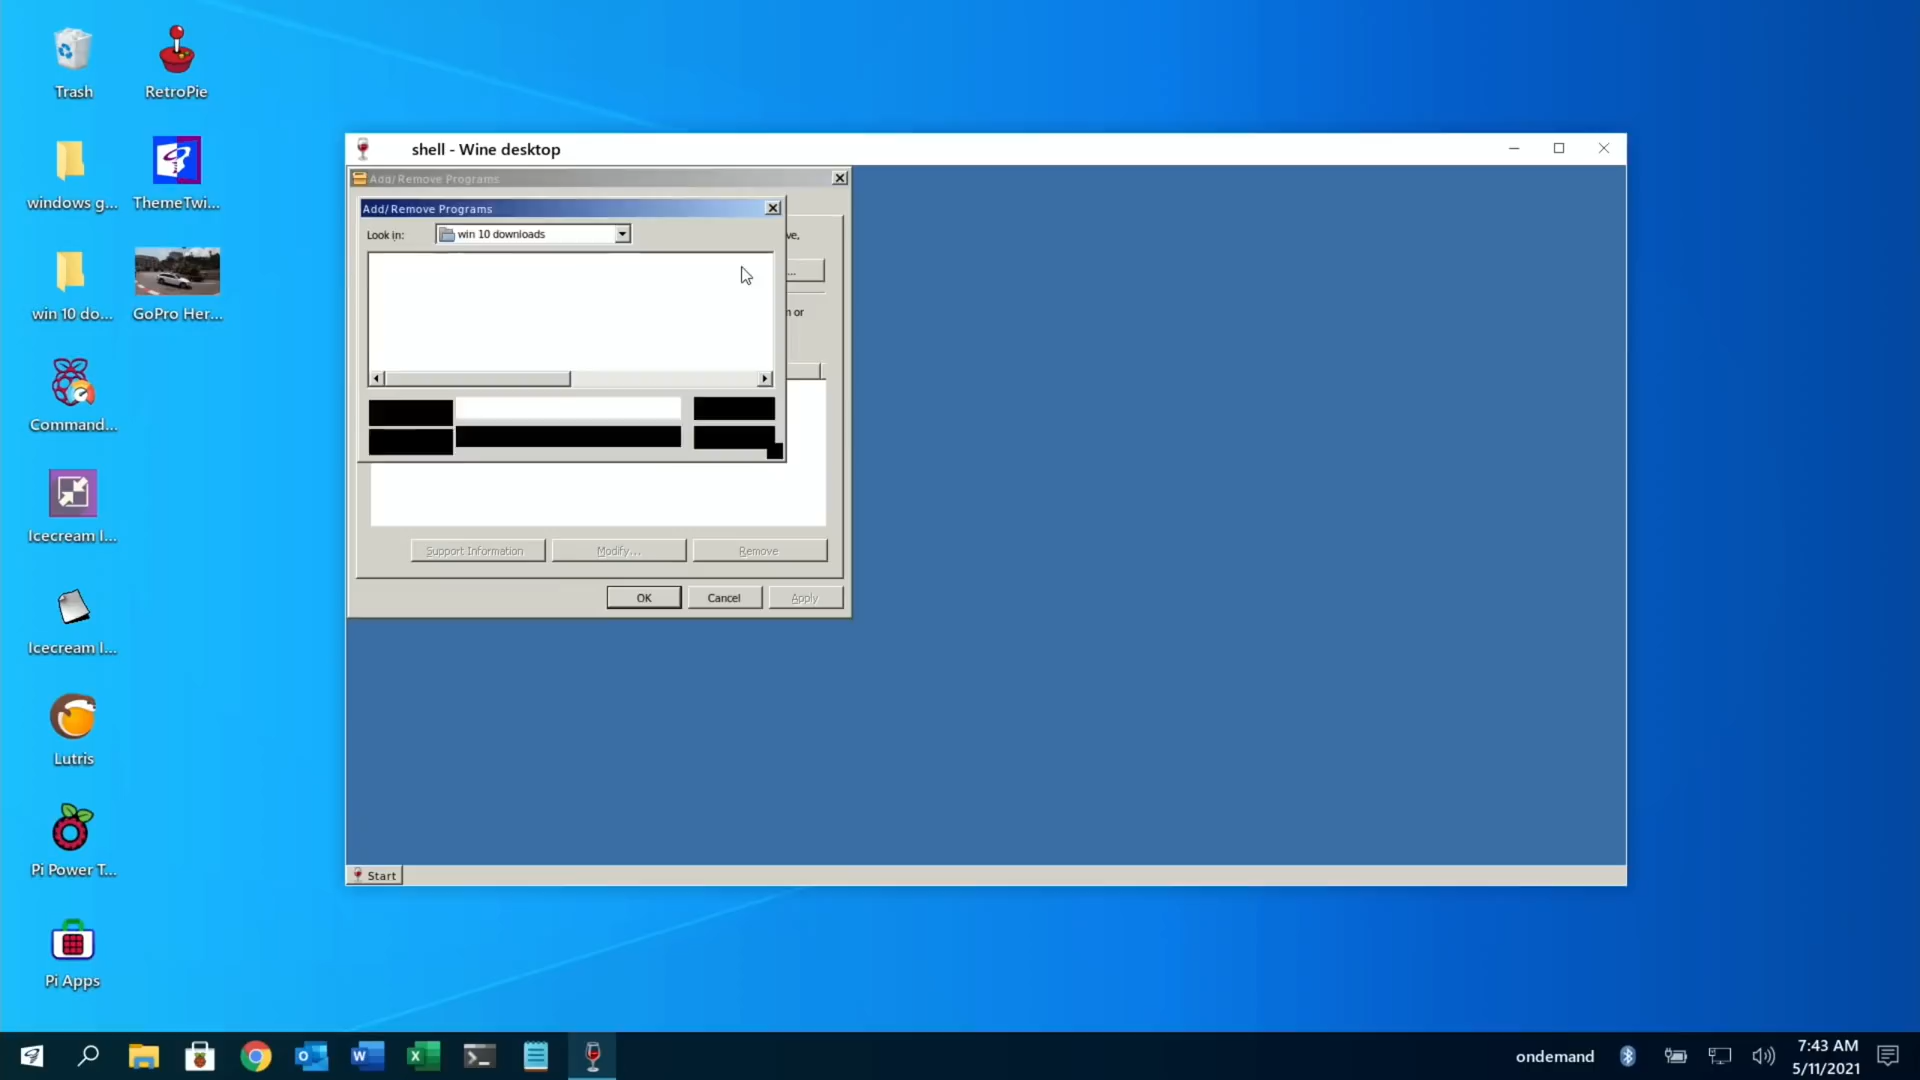 Trash
RetroPie
windows g...
ThemeTwi...
win 10 do...
GoPro Her...
Command...
Icecream I...
Icecream I...
Lutris
Pi Power T...
Pi Apps
shell - Wine desktop
Add/Remove Programs
Add/Remove Programs
Look in:
win 10 downloads
ve,
...
n or
Support Information
Modify...
Remove
OK
Cancel
Apply
Start
ondemand
7:43 AM
5/11/2021